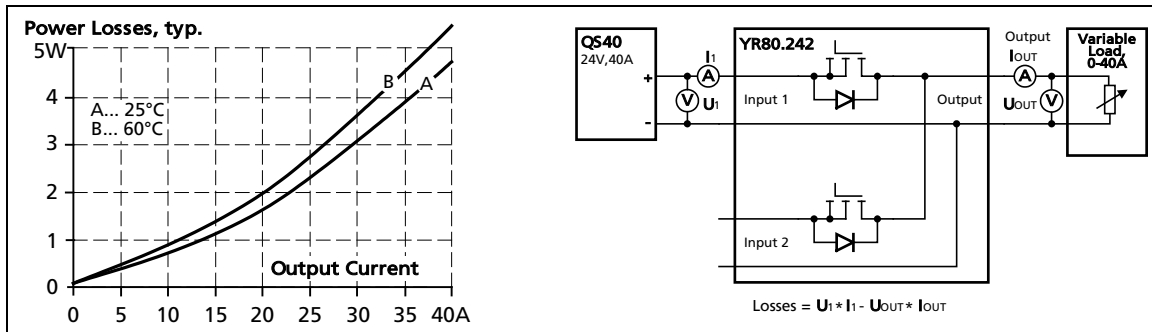 Power Losses, typ.
5W
4
3
2
1
0
A... 25°C
B... 60°C
B
A
Output Current
0 5 10 15 20 25 30 35 40A
QS40
24V,40A
+
-
I1
A
V U1
YR80.242
Input 1
Output
Input 2
Output
IOUT
A
UOUT V
Variable
Load,
0-40A
Losses = U1 * I1 - UOUT * IOUT